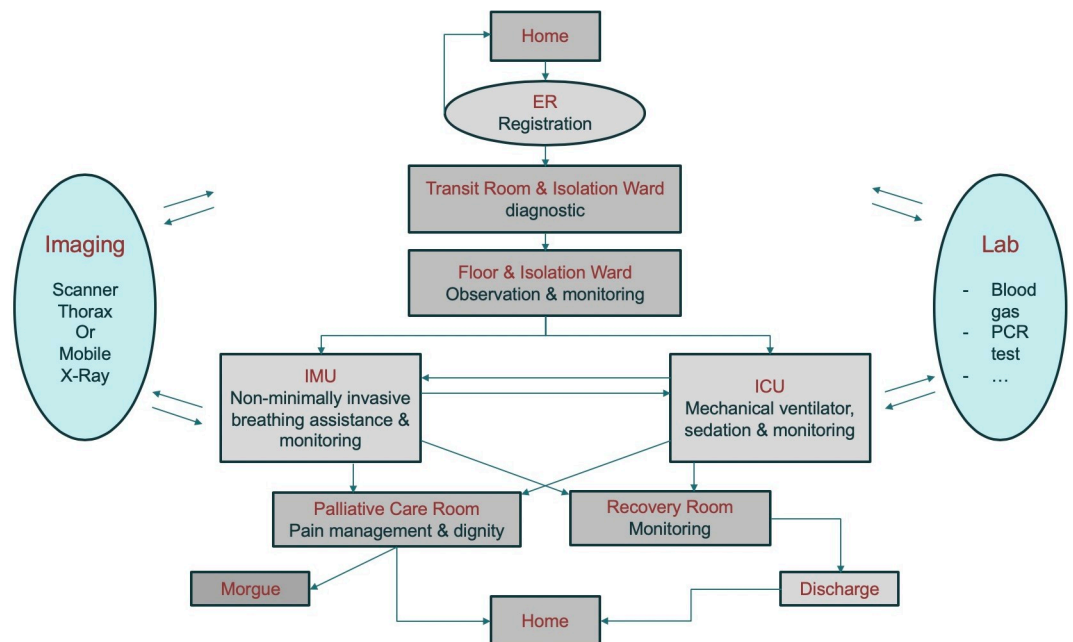 Home
ER
Registration
Transit Room & Isolation Ward
diagnostic
Imaging
Scanner
Thorax
Or
Mobile
X-Ray
Lab
- Blood
gas
- PCR
test
- ...
Floor & Isolation Ward
Observation & monitoring
IMU
Non-minimally invasive
breathing assistance &
monitoring
ICU
Mechanical ventilator,
sedation & monitoring
Palliative Care Room
Pain management & dignity
Recovery Room
Monitoring
Morgue
Discharge
Home